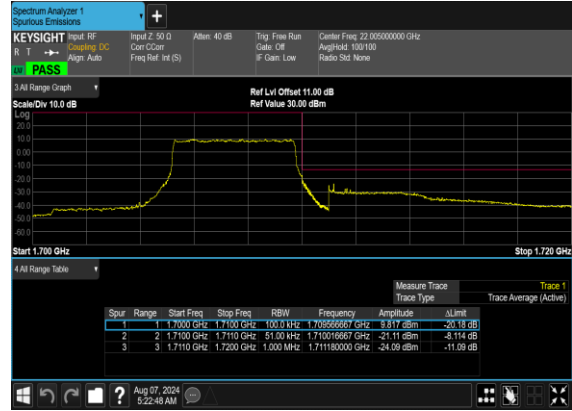 Spectrum Analyzer 1
Spurious Emissions
KEYSIGHT Input: RF Input Z: 50 Ω Atten: 40 dB Trig: Free Run Center Freq: 22.005000000 GHz
R T Coupling: DC Corr CCorr Gate: Off Avg|Hold: 100/100
Align: Auto Freq Ref: Int (S) IF Gain: Low Radio Std: None
PASS
3 All Range Graph
Ref Lvl Offset 11.00 dB
Scale/Div 10.0 dB Ref Value 30.00 dBm
Log
20.0
10.0
0.00
-10.0
-20.0
-30.0
-40.0
-50.0
-60.0
Start 1.700 GHz Stop 1.720 GHz
4 All Range Table
Measure Trace Trace 1
Trace Type Trace Average (Active)
Spur Range Start Freq Stop Freq RBW Frequency Amplitude ΔLimit
1 1 1.7000 GHz 1.7100 GHz 100.0 kHz 1.709566667 GHz 9.817 dBm -20.18 dB
2 2 1.7100 GHz 1.7110 GHz 51.00 kHz 1.710016667 GHz -21.11 dBm -8.114 dB
3 3 1.7110 GHz 1.7200 GHz 1.000 MHz 1.711180000 GHz -24.09 dBm -11.09 dB
? Aug 07, 2024
5:22:48 AM